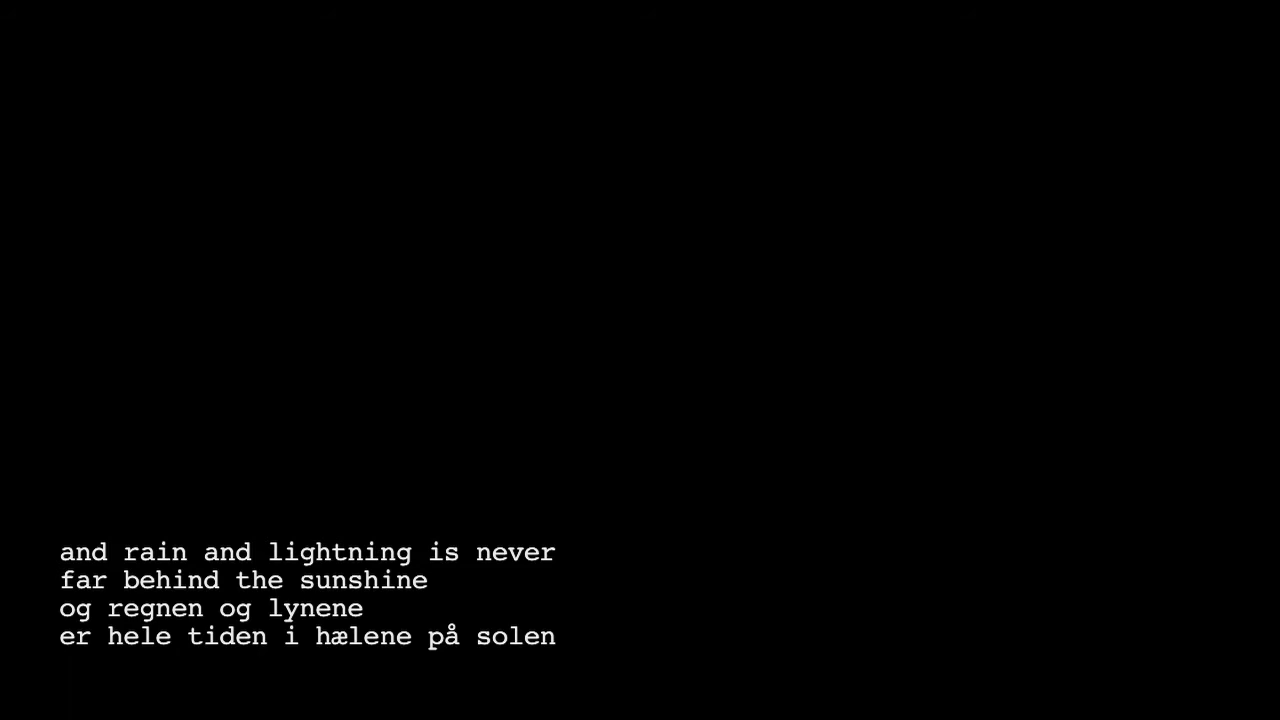 and rain and lightning is never
far behind the sunshine
og regnen og lynene
er hele tiden i hælene på solen